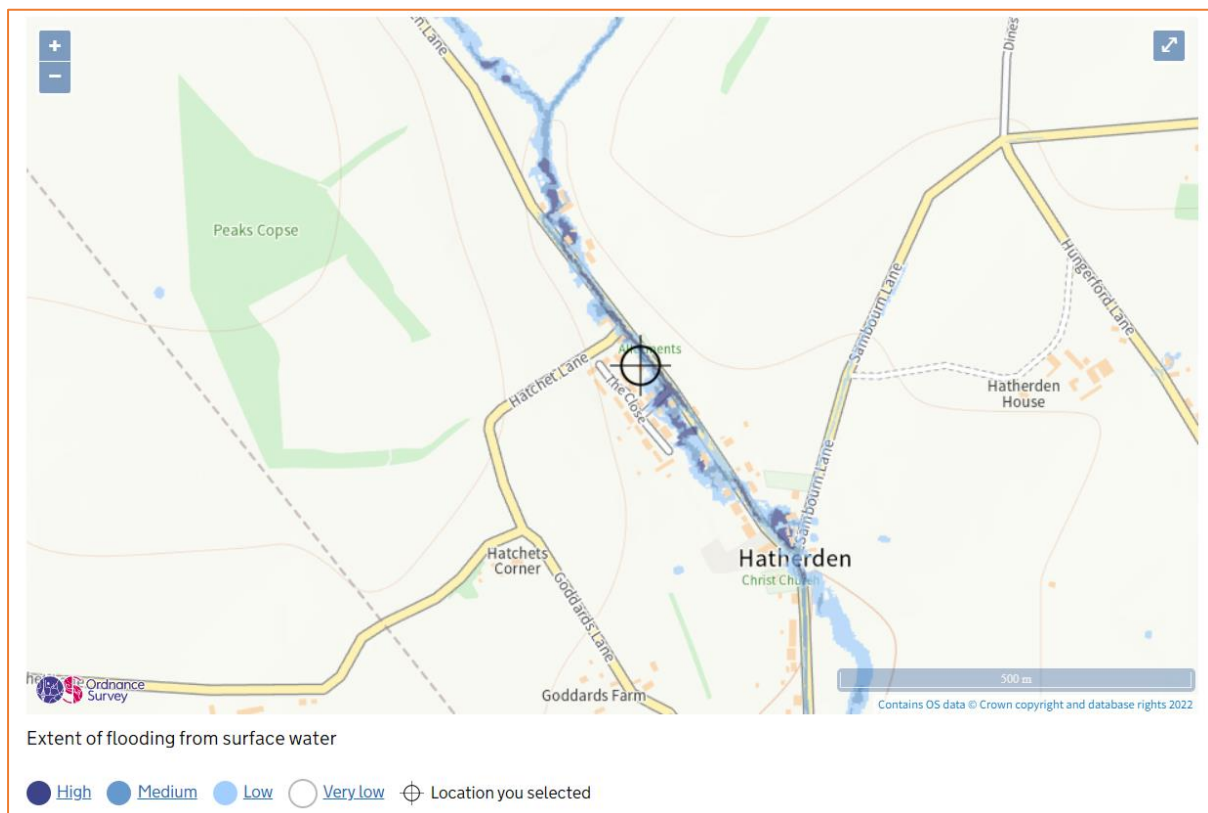 +
−
Dines
Peaks Copse
Sambourn Lane
Hungerford Lane
Allotments
Hatchet Lane
The Close
Hatherden
House
Sambourn Lane
Hatherden
Christ Church
Hatchets
Corner
Goddards Lane
Goddards Farm
Ordnance
Survey
500 m
Contains OS data © Crown copyright and database rights 2022
Extent of flooding from surface water
High Medium Low Very low Location you selected